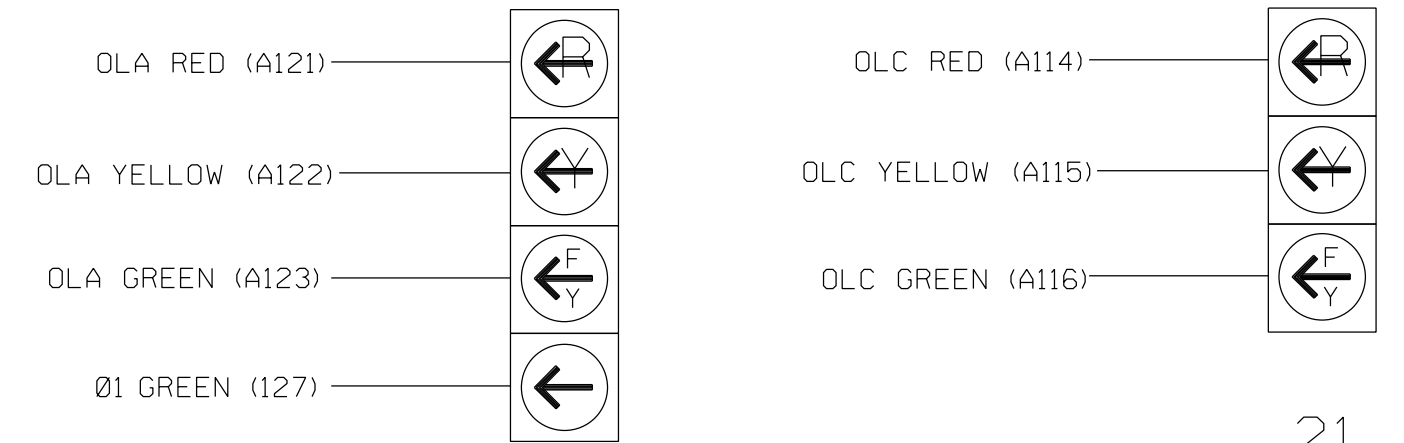 OLA RED (A121)
R
OLA YELLOW (A122)
Y
OLA GREEN (A123)
F
Y
Ø1 GREEN (127)
OLC RED (A114)
R
OLC YELLOW (A115)
Y
OLC GREEN (A116)
F
Y
21